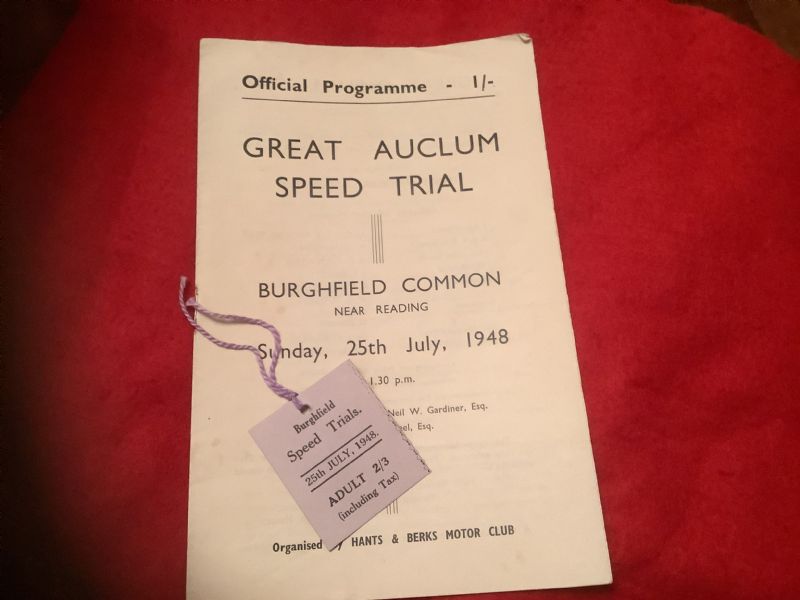 Official Programme - 1/-
GREAT AUCLUM
SPEED TRIAL
BURGHFIELD COMMON
NEAR READING
Sunday, 25th July, 1948
1.30 p.m.
Neil W. Gardiner, Esq.
Esq.
Organised HANTS & BERKS MOTOR CLUB
Burghfield
Speed Trials.
25th JULY, 1948.
ADULT 2/3
(including Tax)